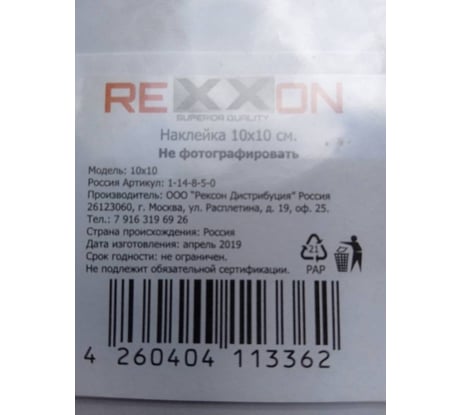 REXXON
SUPERIOR QUALITY
Наклейка 10х10 см.
Не фотографировать
Модель: 10х10
Россия Артикул: 1-14-8-5-0
Производитель: ООО "Рексон Дистрибуция" Россия
26123060, г. Москва, ул. Расплетина, д. 19, оф. 25.
Тел.: 7 916 319 69 26
Страна происхождения: Россия
Дата изготовления: апрель 2019
Срок годности: не ограничен.
Не подлежит обязательной сертификации.
21
PAP
4 260404 113362